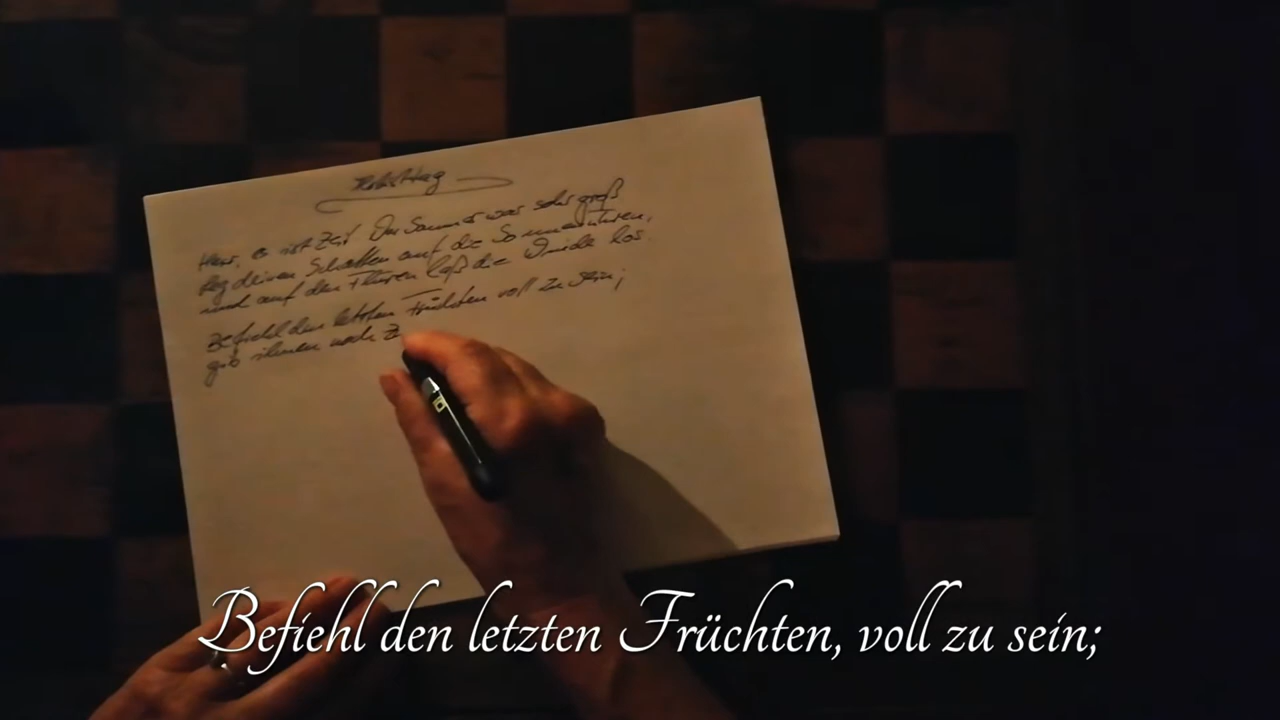 Herbsttag
Herr, es ist Zeit. Der Sommer war sehr groß
Leg deinen Schatten auf die Sonnenuhren,
und auf den Fluren laß die Winde los.
Befiehl den letzten Früchten voll zu sein;
gib ihnen noch z
Befiehl den letzten Früchten, voll zu sein;